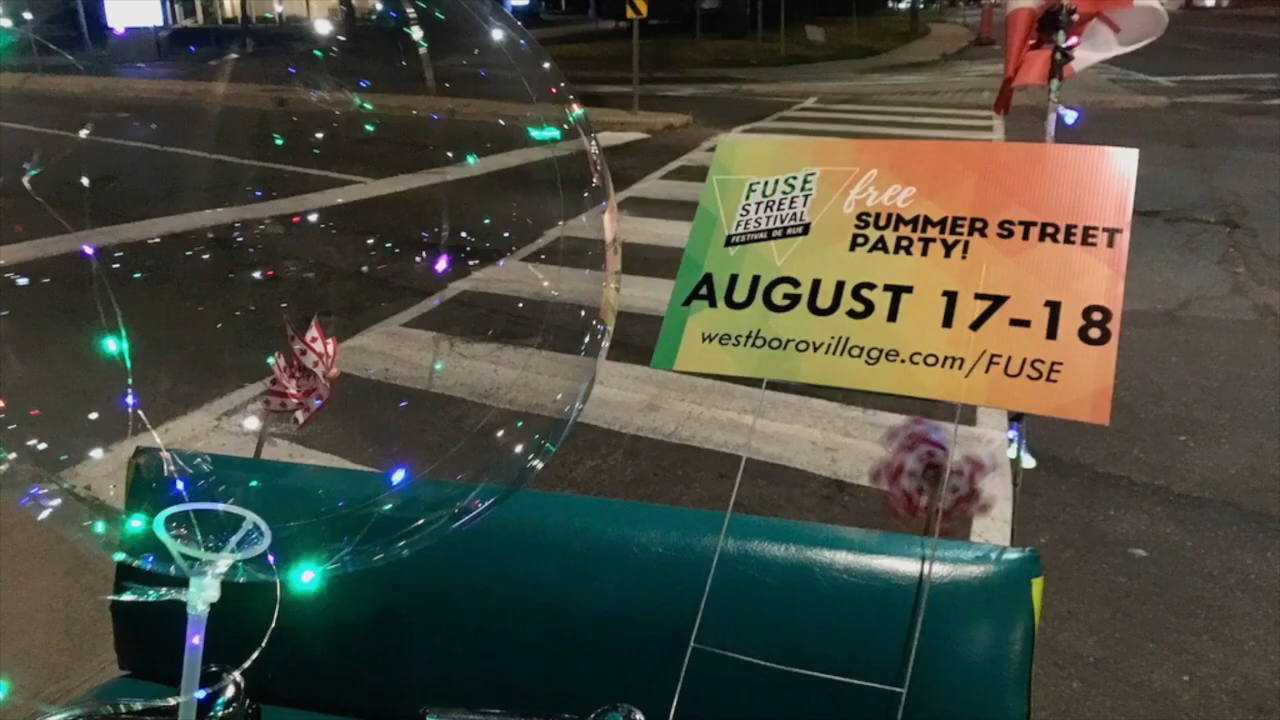 FUSE
STREET
FESTIVAL
FESTIVAL DE RUE
free
SUMMER STREET
PARTY!
AUGUST 17-18
westborovillage.com/FUSE